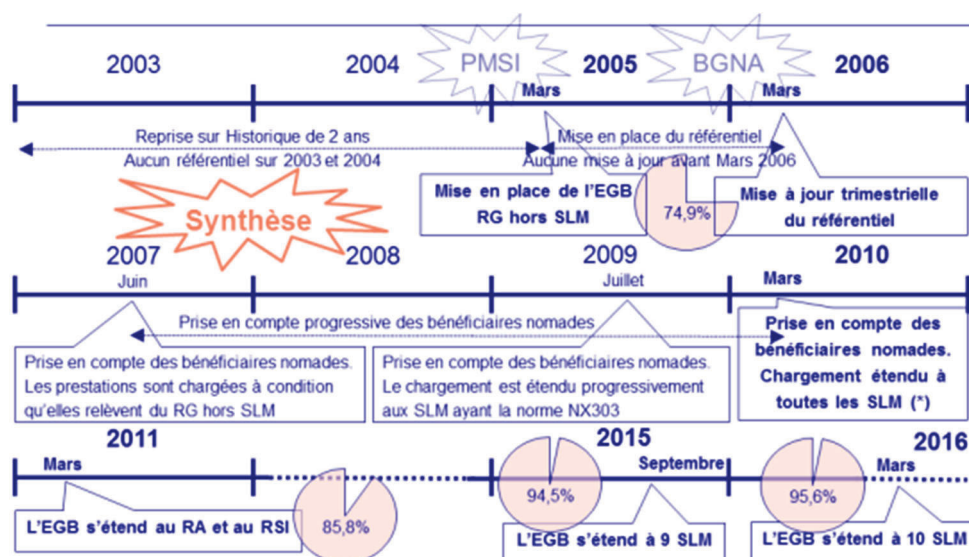 2003
2004
PMSI
2005
BGNA
2006
Mars
Mars
Reprise sur Historique de 2 ans
Mise en place du référentiel
Aucun référentiel sur 2003 et 2004
Aucune mise à jour avant Mars 2006
Mise en place de l'EGB
RG hors SLM
74,9%
Mise à jour trimestrielle
du référentiel
Synthèse
2007
2008
2009
2010
Juin
Juillet
Mars
Prise en compte progressive des bénéficiaires nomades
Prise en compte des bénéficiaires nomades.
Les prestations sont chargées à condition
qu'elles relèvent du RG hors SLM
Prise en compte des bénéficiaires nomades.
Le chargement est étendu progressivement
aux SLM ayant la norme NX303
Prise en compte des
bénéficiaires nomades.
Chargement étendu à
toutes les SLM (*)
2011
2015
2016
Mars
Septembre
Mars
85,8%
94,5%
95,6%
L'EGB s'étend au RA et au RSI
L'EGB s'étend à 9 SLM
L'EGB s'étend à 10 SLM